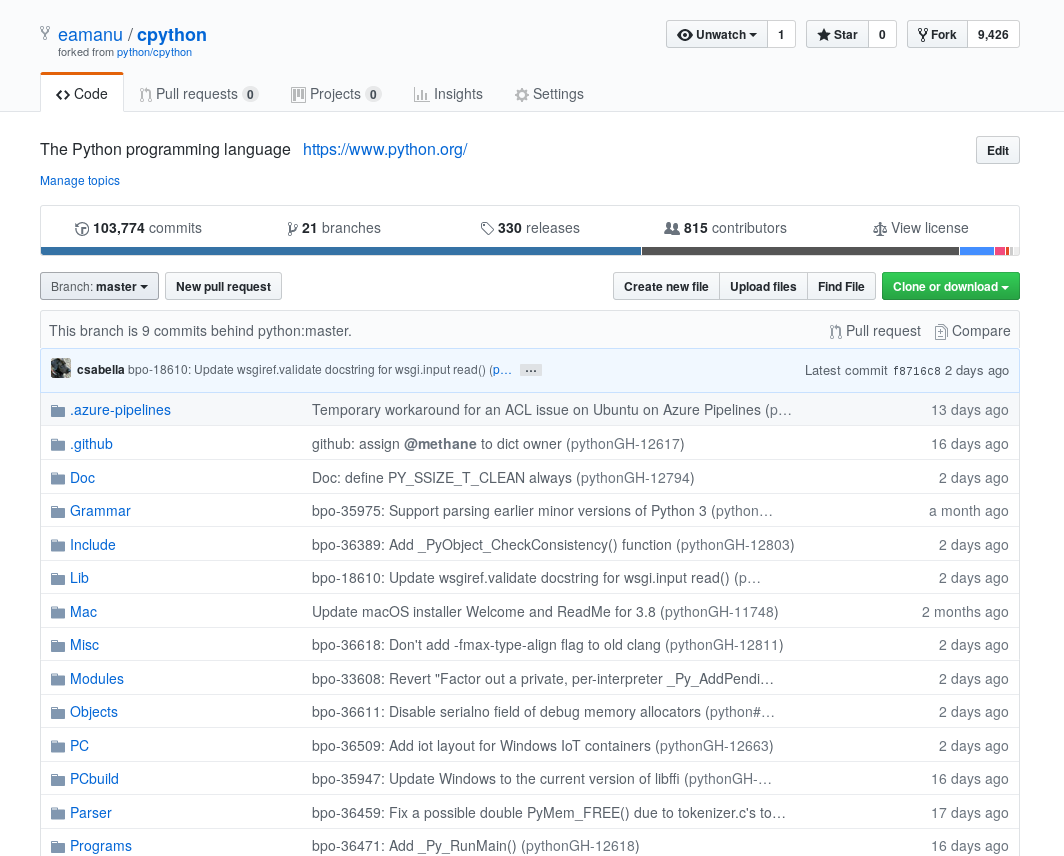 eamanu / cpython
Unwatch 1 Star 0 Fork 9,426
forked from python/cpython
Code Pull requests 0 Projects 0 Insights Settings
The Python programming language https://www.python.org/ Edit
Manage topics
103,774 commits 21 branches 330 releases 815 contributors View license
Branch: master New pull request Create new file Upload files Find File Clone or download
This branch is 9 commits behind python:master. Pull request Compare
csabella bpo-18610: Update wsgiref.validate docstring for wsgi.input read() (p… … Latest commit f8716c8 2 days ago
.azure-pipelines Temporary workaround for an ACL issue on Ubuntu on Azure Pipelines (p… 13 days ago
.github github: assign @methane to dict owner (pythonGH-12617) 16 days ago
Doc Doc: define PY_SSIZE_T_CLEAN always (pythonGH-12794) 2 days ago
Grammar bpo-35975: Support parsing earlier minor versions of Python 3 (python… a month ago
Include bpo-36389: Add _PyObject_CheckConsistency() function (pythonGH-12803) 2 days ago
Lib bpo-18610: Update wsgiref.validate docstring for wsgi.input read() (p… 2 days ago
Mac Update macOS installer Welcome and ReadMe for 3.8 (pythonGH-11748) 2 months ago
Misc bpo-36618: Don't add -fmax-type-align flag to old clang (pythonGH-12811) 2 days ago
Modules bpo-33608: Revert "Factor out a private, per-interpreter _Py_AddPendi… 2 days ago
Objects bpo-36611: Disable serialno field of debug memory allocators (python#… 2 days ago
PC bpo-36509: Add iot layout for Windows IoT containers (pythonGH-12663) 2 days ago
PCbuild bpo-35947: Update Windows to the current version of libffi (pythonGH-… 16 days ago
Parser bpo-36459: Fix a possible double PyMem_FREE() due to tokenizer.c's to… 17 days ago
Programs bpo-36471: Add _Py_RunMain() (pythonGH-12618) 16 days ago